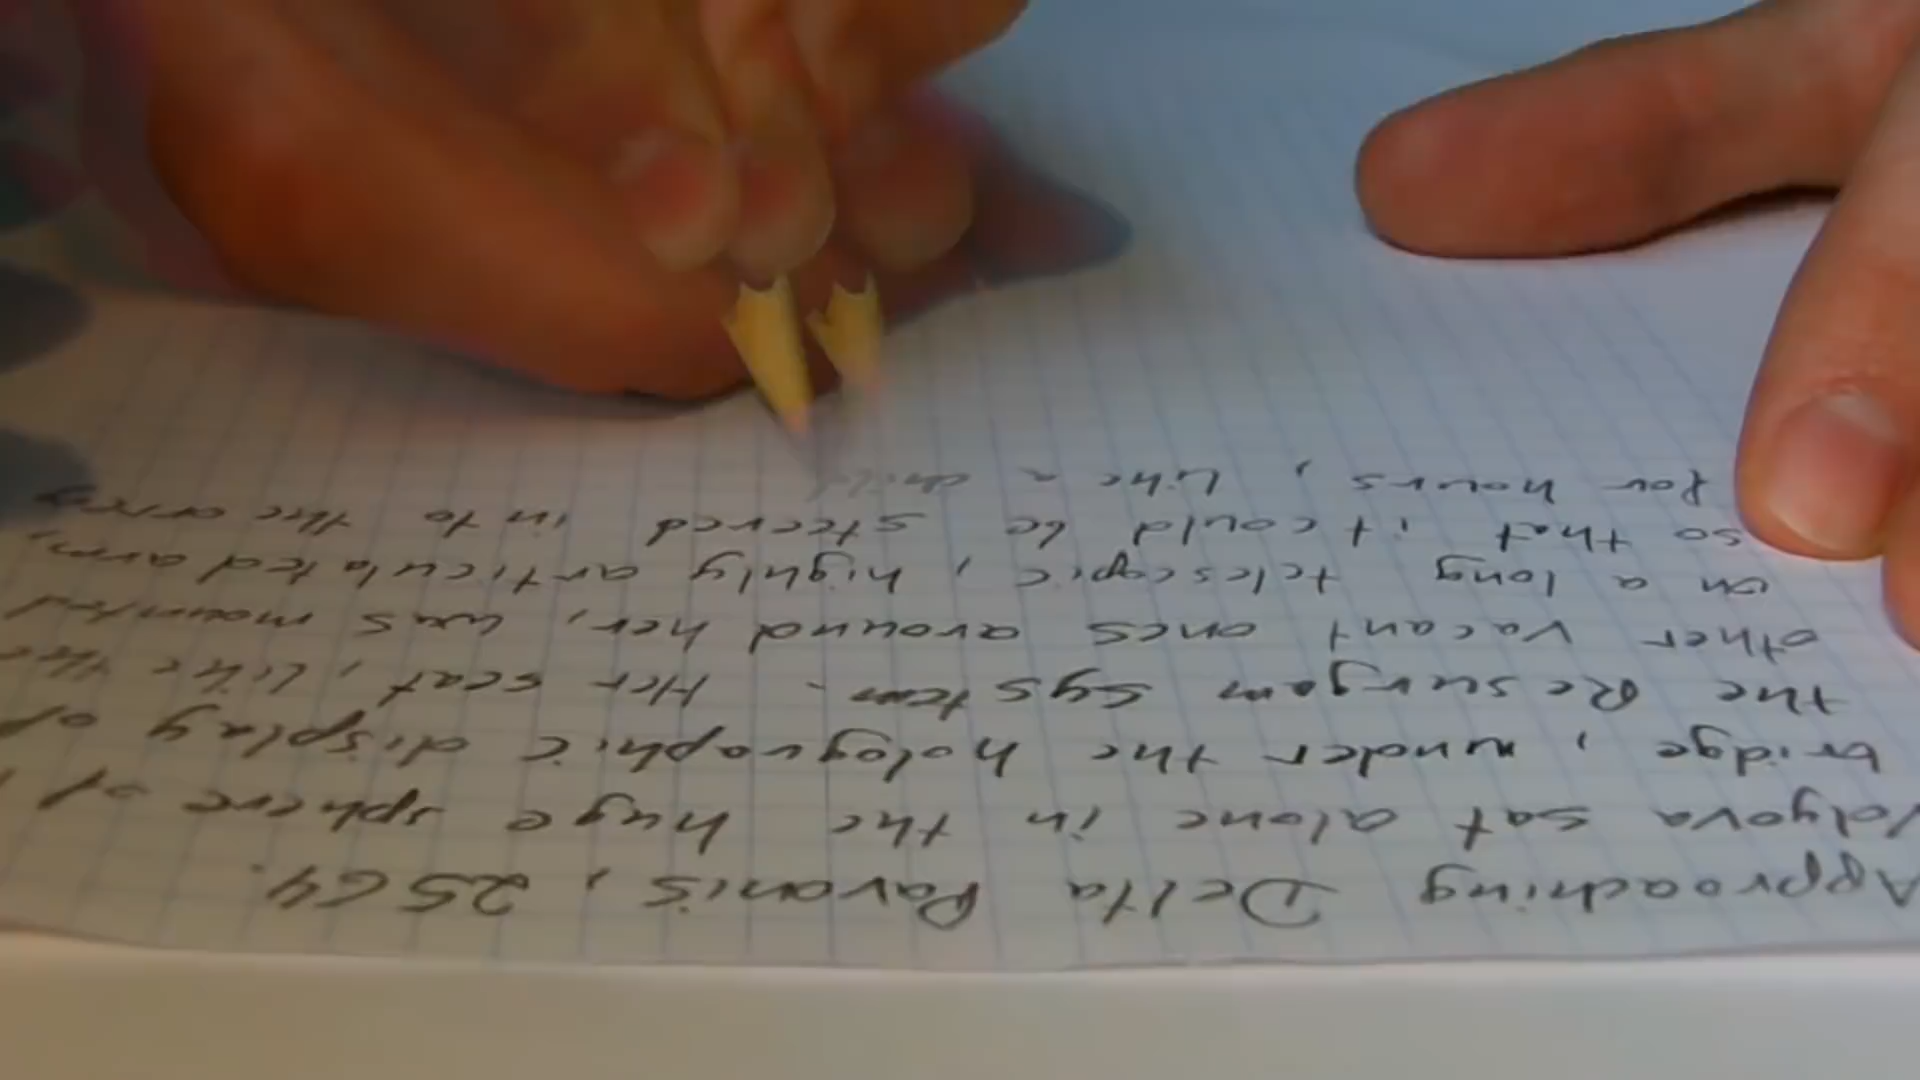 Approaching Delta Pavonis, 2564.
Volyova sat alone in the huge sphere of
bridge, under the holographic display of
the Resurgam system. Her seat, like the
other vacant ones around her, was mounted
on a long telescopic, highly articulated arm,
so that it could be steered into the
for hours, like a child